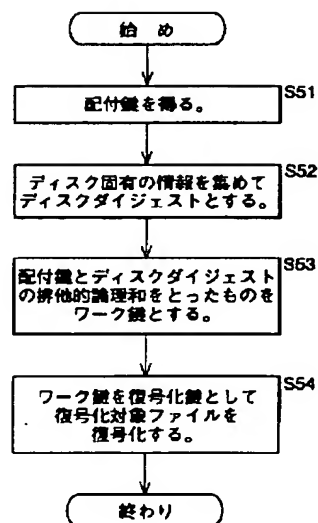 始 め
S51
配付鍵を得る。
S52
ディスク固有の情報を集めて
ディスクダイジェストとする。
S53
配付鍵とディスクダイジェスト
の排他的論理和をとったものを
ワーク鍵とする。
S54
ワーク鍵を復号化鍵として
復号化対象ファイルを
復号化する。
終わり